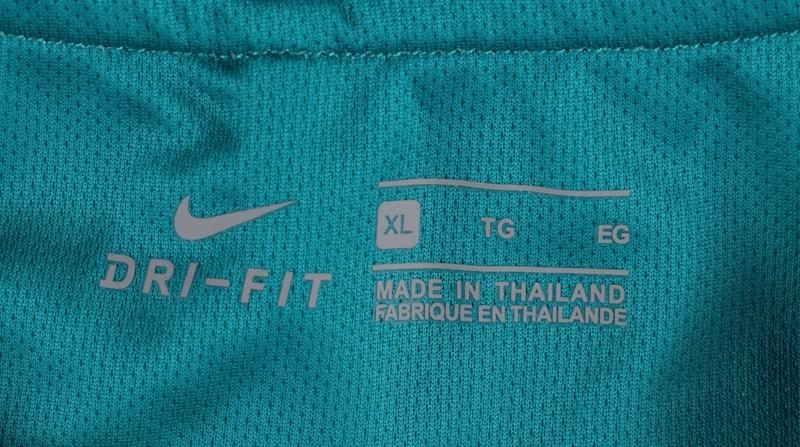 DRI-FIT
XL TG EG
MADE IN THAILAND
FABRIQUE EN THAILANDE